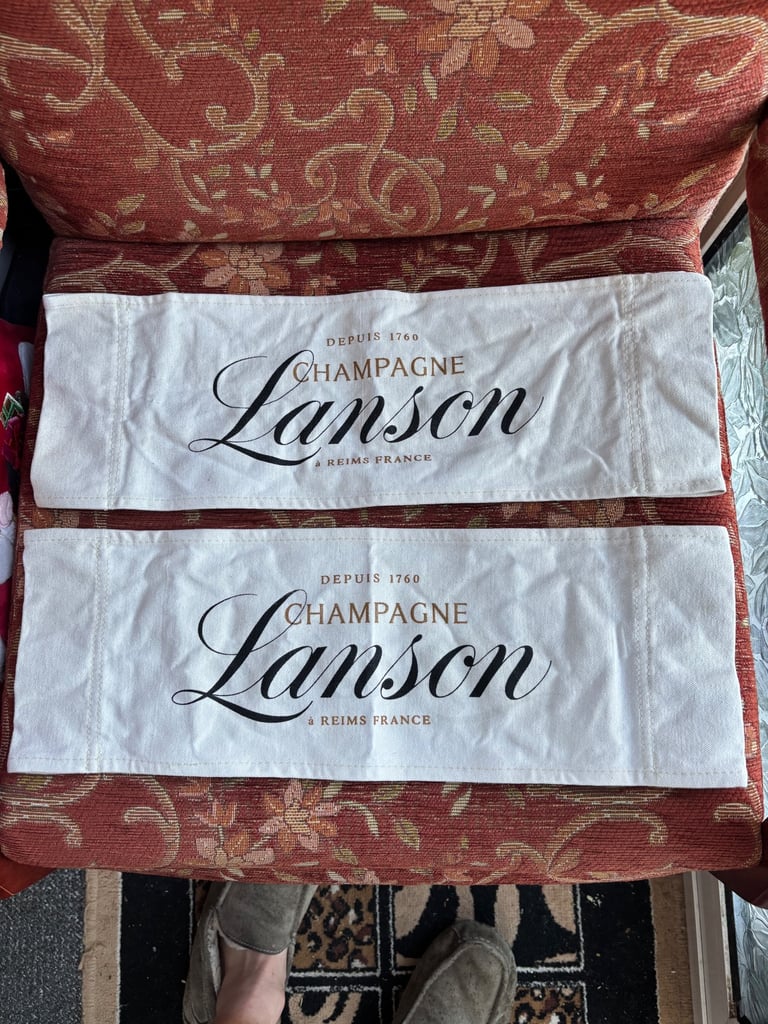 DEPUIS 1760
CHAMPAGNE
Lanson
à REIMS FRANCE
DEPUIS 1760
CHAMPAGNE
Lanson
à REIMS FRANCE